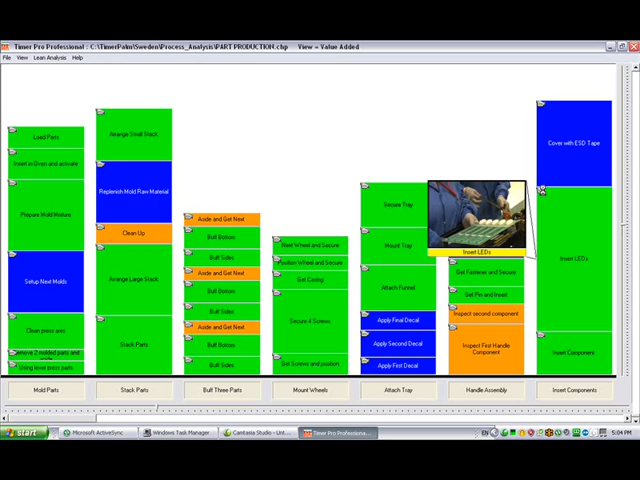 Timer Pro Professional : C:\TimerPalm\Sweden\Process_Analysis\PART PRODUCTION.chp View = Value Added
File View Lean Analysis Help
Load Parts
Insert in Oven and activate
Prepare Mold Mixture
Setup Next Molds
Clean press area
Remove 2 molded parts and
Using lever press parts
Mold Parts
Arrange Small Stack
Replenish Mold Raw Material
Clean Up
Arrange Large Stack
Stack Parts
Stack Parts
Aside and Get Next
Buff Bottom
Buff Sides
Aside and Get Next
Buff Bottom
Buff Sides
Aside and Get Next
Buff Bottom
Buff Sides
Buff Three Parts
Next Wheel and Secure
Position Wheel and Secure
Get Casing
Secure 4 Screws
Get Screws and position
Mount Wheels
Secure Tray
Mount Tray
Attach Funnel
Apply Final Decal
Apply Second Decal
Apply First Decal
Attach Tray
Insert LEDs
Get Fastener and Secure
Get Pin and Insert
Inspect second component
Inspect First Handle
Component
Handle Assembly
Cover with ESD Tape
Insert LEDs
Insert Component
Insert Components
start
Microsoft ActiveSync
Windows Task Manager
Camtasia Studio - Unt...
Timer Pro Professiona...
EN
5:04 PM